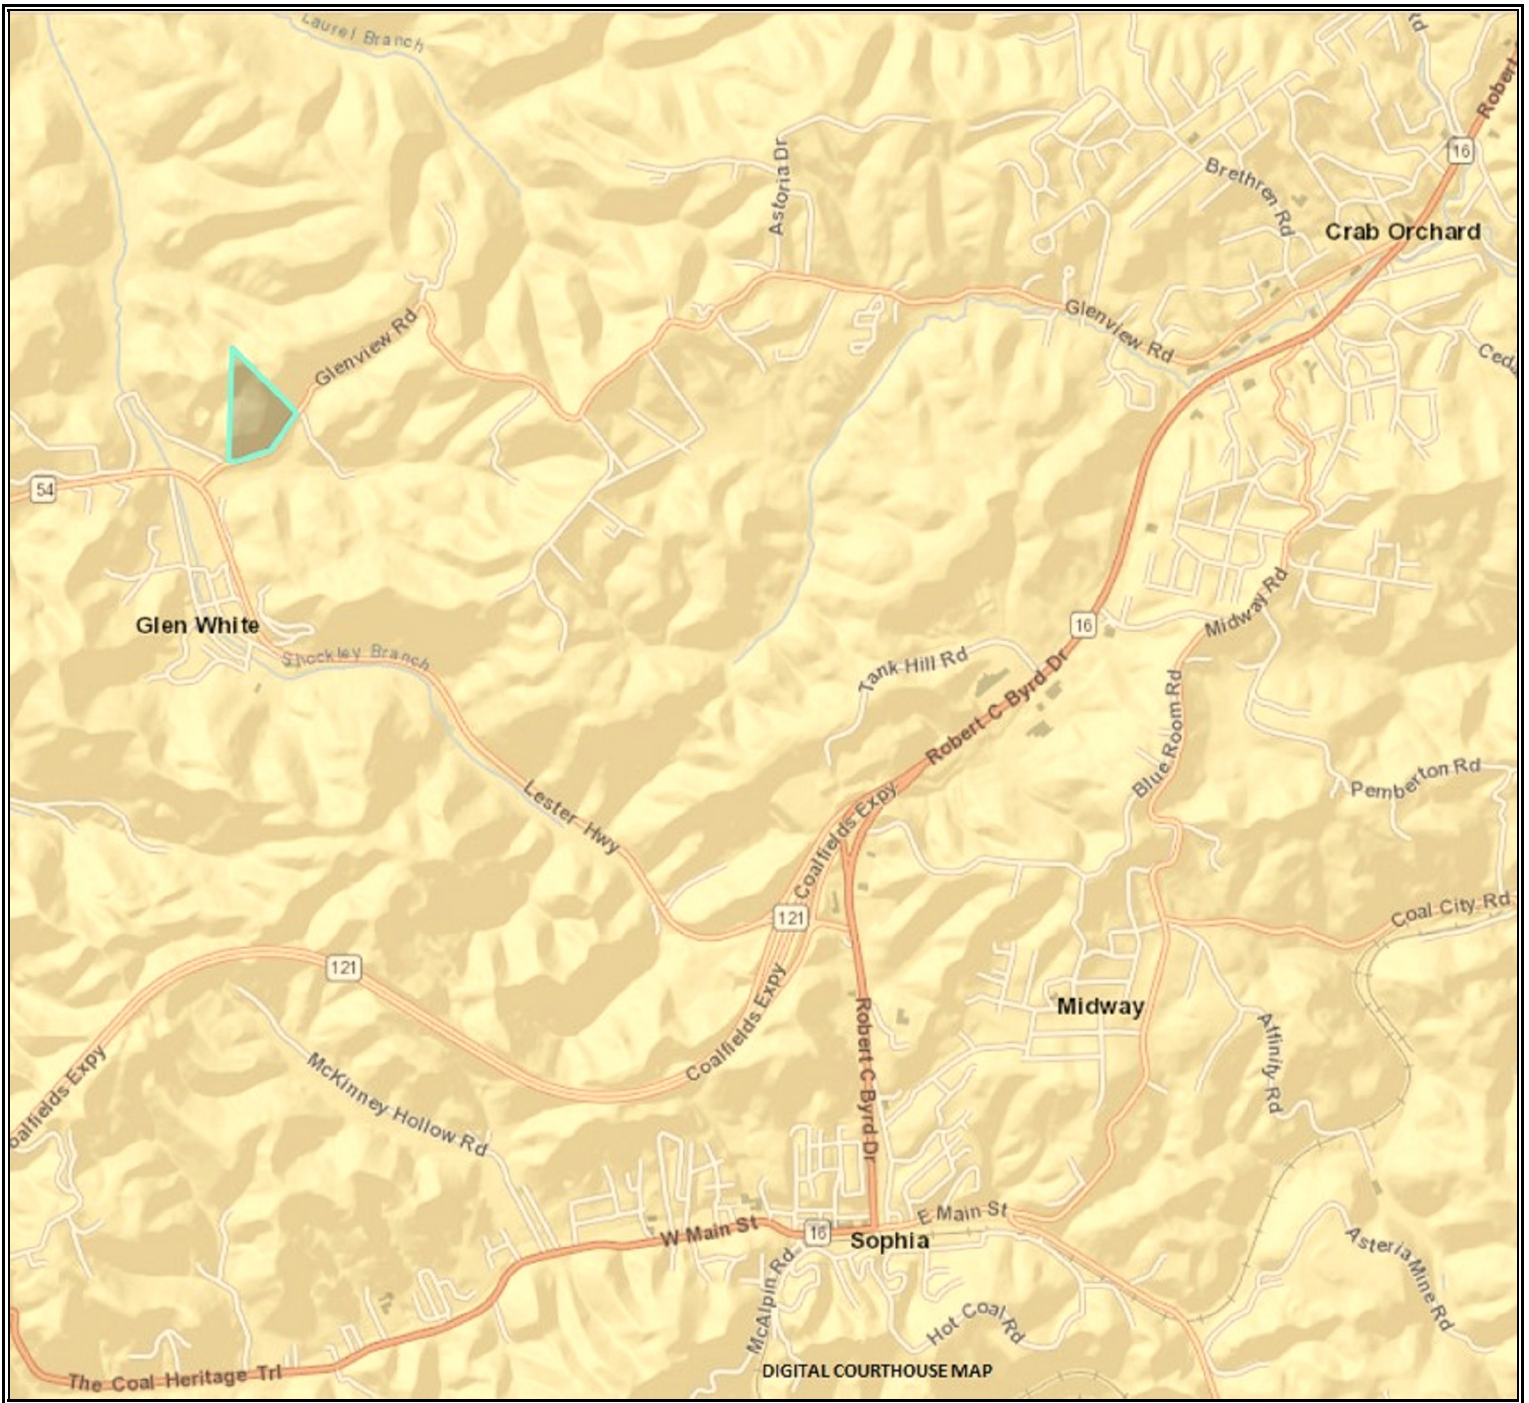 Laurel Branch
Rd
Robert
16
Astoria Dr
Brethren Rd
Crab Orchard
Glenview Rd
Glenview Rd
54
Glen White
Shockley Branch
16
Midway Rd
Tank Hill Rd
Robert C Byrd Dr
Blue Room Rd
Pemberton Rd
Lester Hwy
Coalfields Expy
121
Coal City Rd
121
Coalfields Expy
Midway
Robert C Byrd Dr
Affinity Rd
oalfields Expy
McKinney Hollow Rd
W Main St
16
E Main St
Sophia
Asteria Mine Rd
McAlpin Rd
Hot Coal Rd
The Coal Heritage Trl
DIGITAL COURTHOUSE MAP